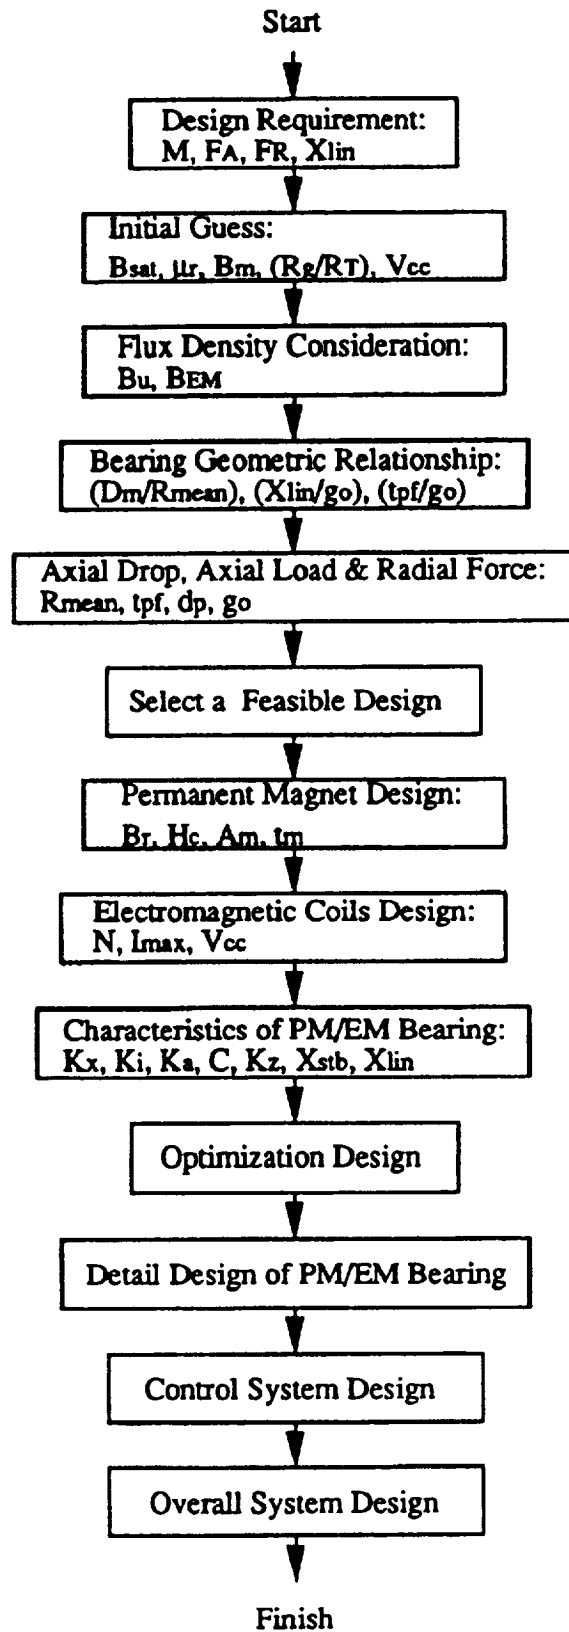 Start
Design Requirement:
M, FA, FR, Xlin
Initial Guess:
Bsat, µr, Bm, (Rg/RT), Vcc
Flux Density Consideration:
Bu, BEM
Bearing Geometric Relationship:
(Dm/Rmean), (Xlin/go), (tpf/go)
Axial Drop, Axial Load & Radial Force:
Rmean, tpf, dp, go
Select a Feasible Design
Permanent Magnet Design:
Br, Hc, Am, tm
Electromagnetic Coils Design:
N, Imax, Vcc
Characteristics of PM/EM Bearing:
Kx, Ki, Ka, C, Kz, Xstb, Xlin
Optimization Design
Detail Design of PM/EM Bearing
Control System Design
Overall System Design
Finish